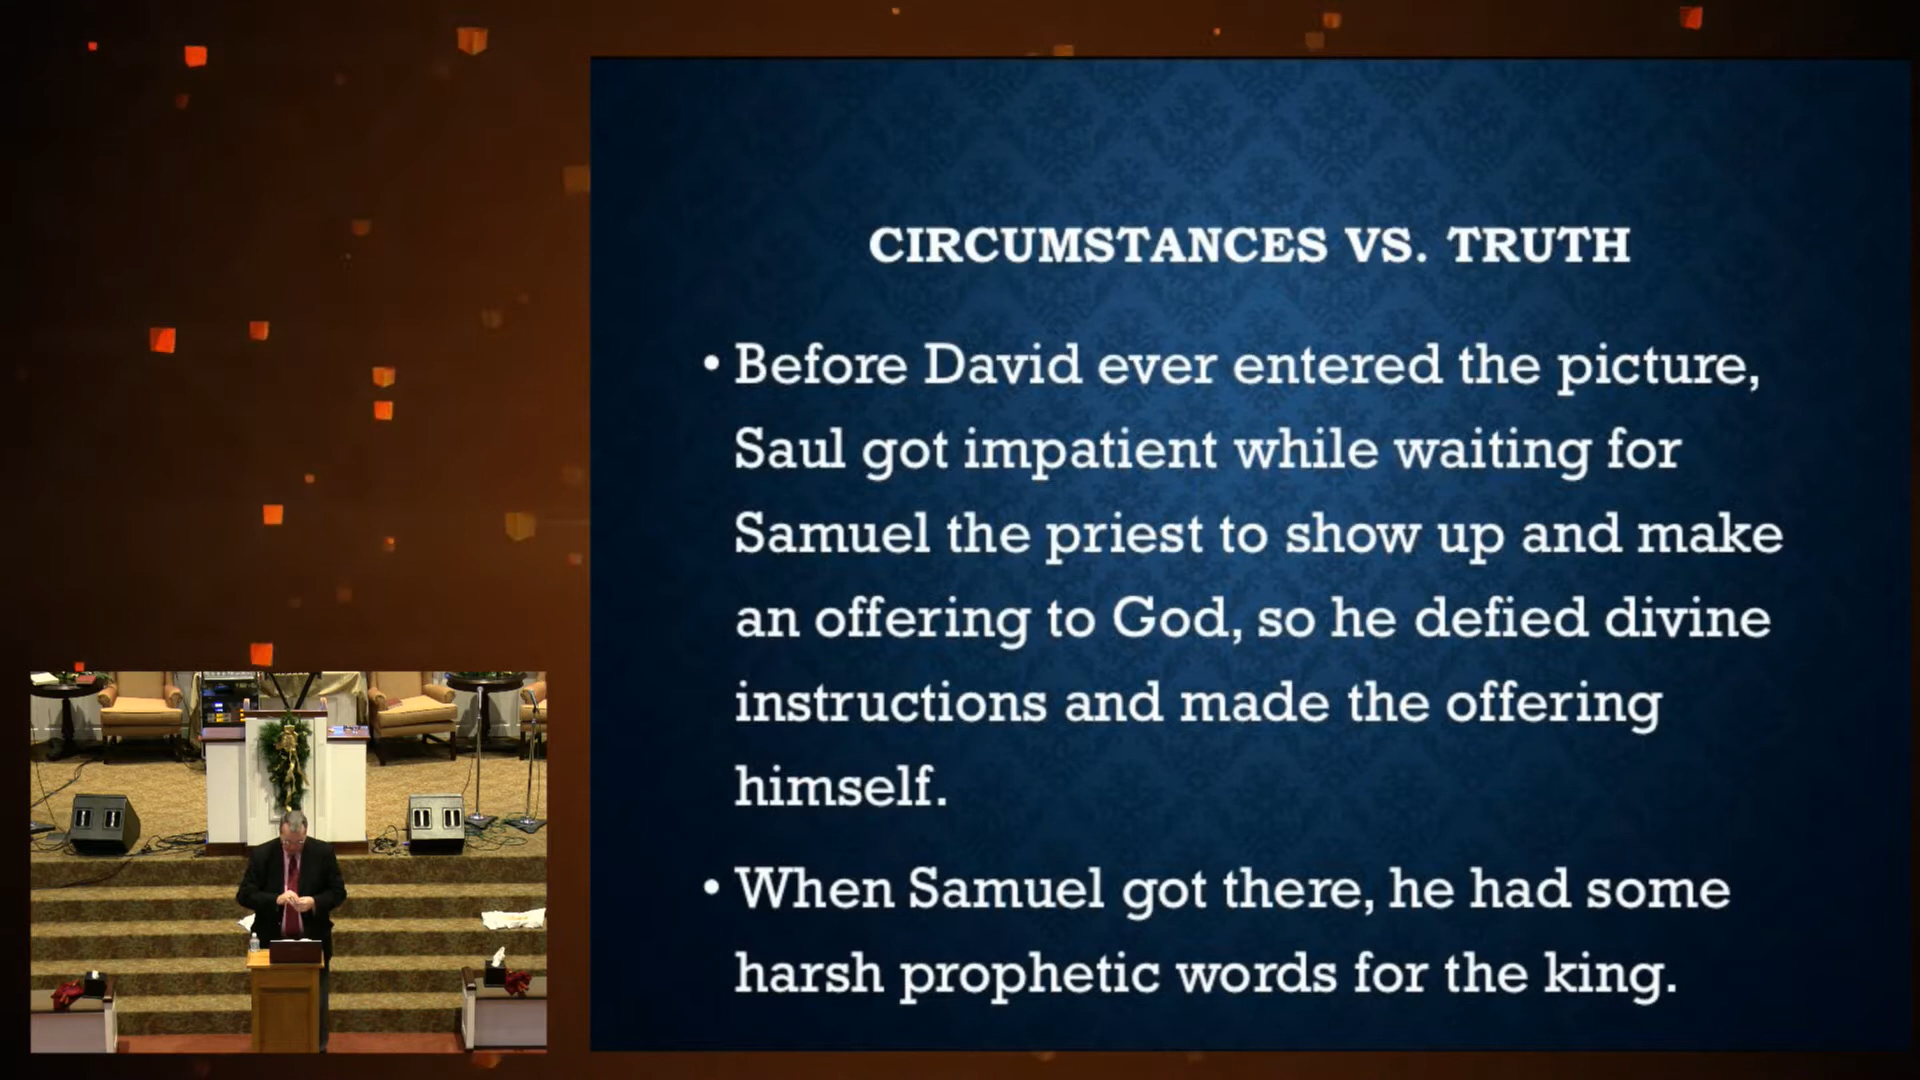 CIRCUMSTANCES VS. TRUTH
• Before David ever entered the picture,
Saul got impatient while waiting for
Samuel the priest to show up and make
an offering to God, so he defied divine
instructions and made the offering
himself.
• When Samuel got there, he had some
harsh prophetic words for the king.